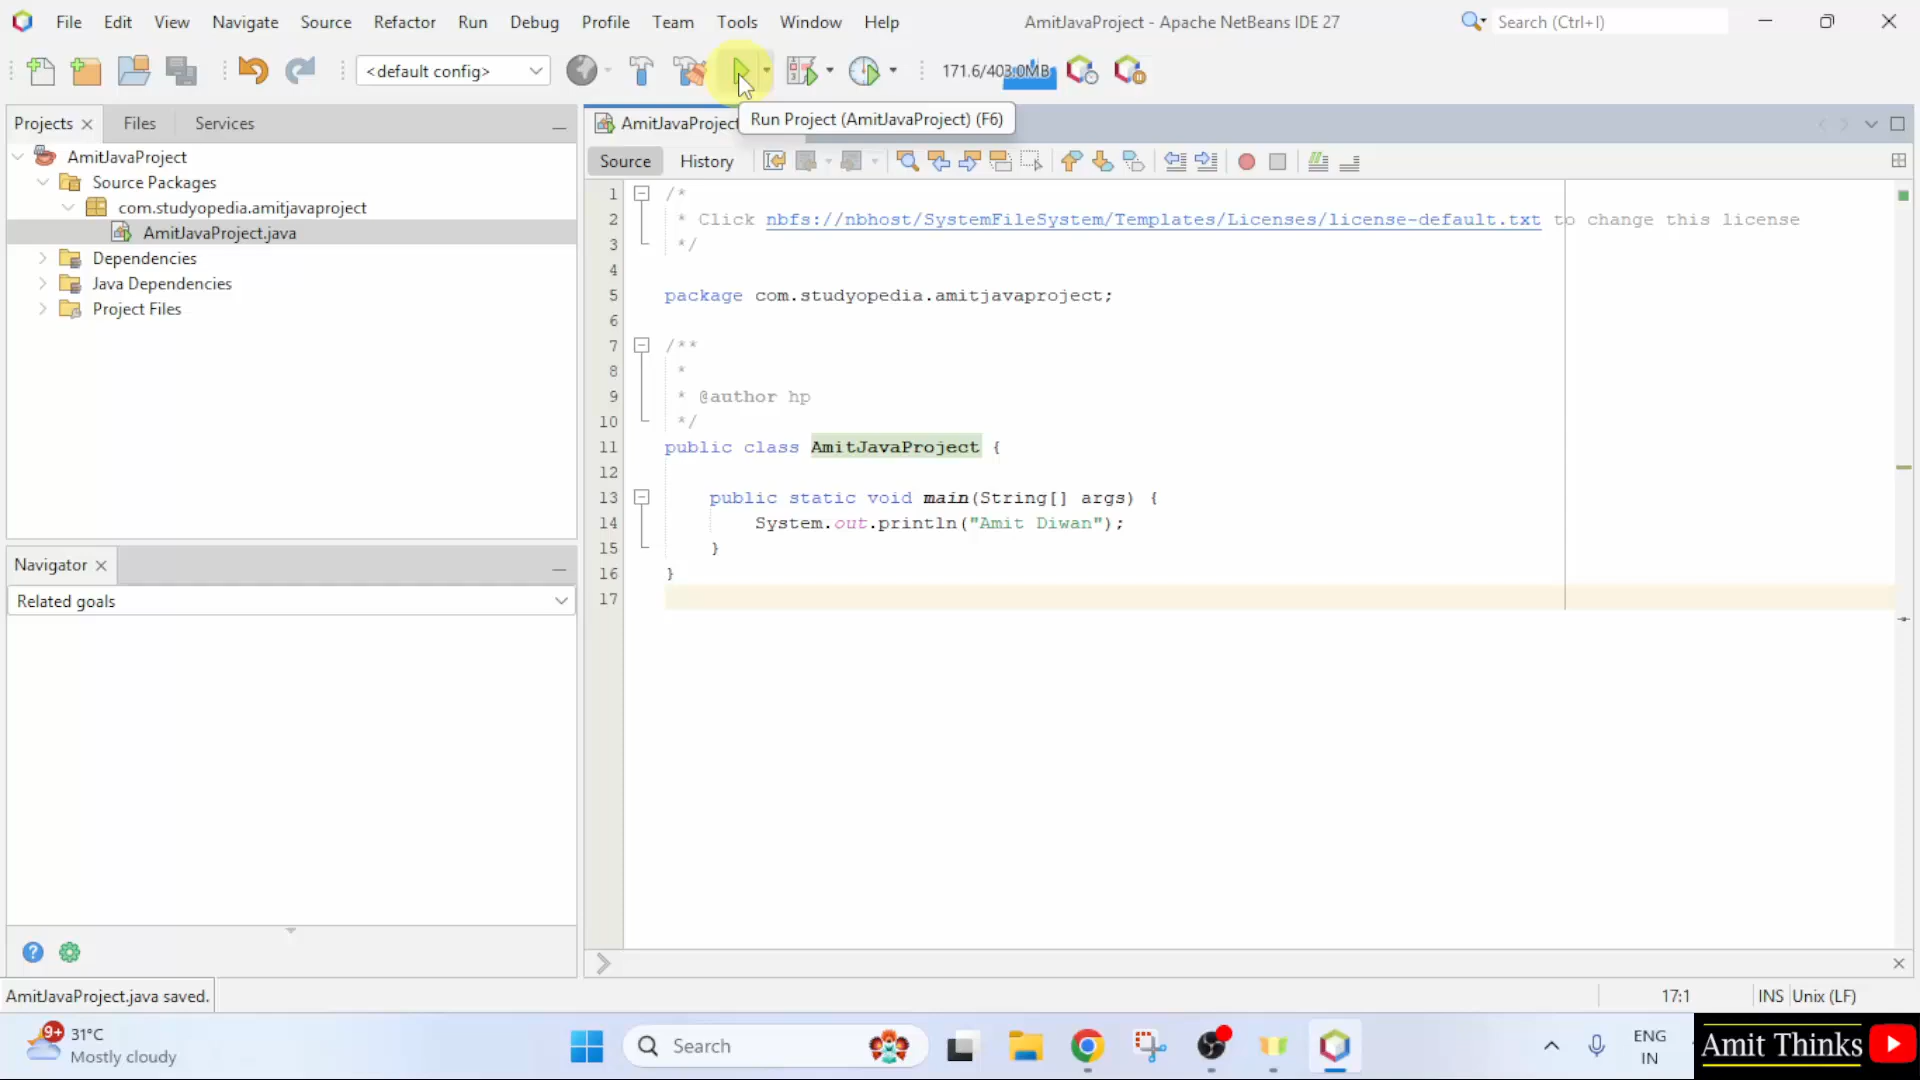 File Edit View Navigate Source Refactor Run Debug Profile Team Tools Window Help AmitJavaProject - Apache NetBeans IDE 27 Search (Ctrl+I)
<default config> 171.6/403.0MB
Run Project (AmitJavaProject) (F6)
Projects Files Services
AmitJavaProject
Source Packages
com.studyopedia.amitjavaproject
AmitJavaProject.java
Dependencies
Java Dependencies
Project Files
Navigator
Related goals
AmitJavaProject
Source History
1 /*
2 * Click nbfs://nbhost/SystemFileSystem/Templates/Licenses/license-default.txt to change this license
3 */
4
5 package com.studyopedia.amitjavaproject;
6
7 /**
8 *
9 * @author hp
10 */
11 public class AmitJavaProject {
12
13 public static void main(String[] args) {
14 System.out.println("Amit Diwan");
15 }
16 }
17
AmitJavaProject.java saved. 17:1 INS Unix (LF)
9+ 31°C
Mostly cloudy
Search
ENG
IN
Amit Thinks